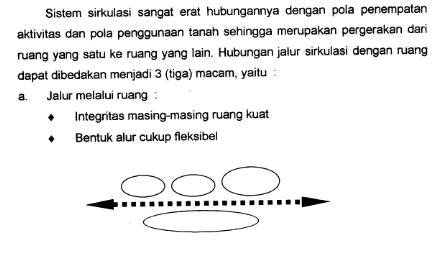 Sistem sirkulasi sangat erat hubungannya dengan pola penempatan
aktivitas dan pola penggunaan tanah sehingga merupakan pergerakan dari
ruang yang satu ke ruang yang lain. Hubungan jalur sirkulasi dengan ruang
dapat dibedakan menjadi 3 (tiga) macam, yaitu :
a. Jalur melalui ruang :
♦ Integritas masing-masing ruang kuat
♦ Bentuk alur cukup fleksibel